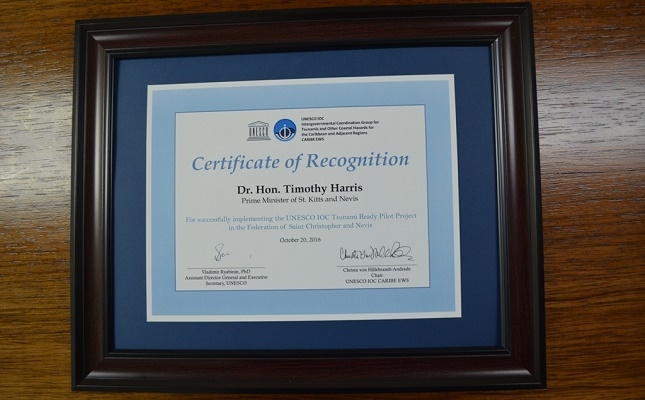 UNESCO
UNESCO IOC
Intergovernmental Coordination Group for
Tsunamis and Other Coastal Hazards for
the Caribbean and Adjacent Regions
CARIBE EWS
Certificate of Recognition
Dr. Hon. Timothy Harris
Prime Minister of St. Kitts and Nevis
For successfully implementing the UNESCO IOC Tsunami Ready Pilot Project
in the Federation of Saint Christopher and Nevis
October 20, 2016
Vladimir Ryabinin, PhD
Assistant Director General and Executive
Secretary, UNESCO
Christa von Hillebrandt-Andrade
Chair
UNESCO IOC CARIBE EWS